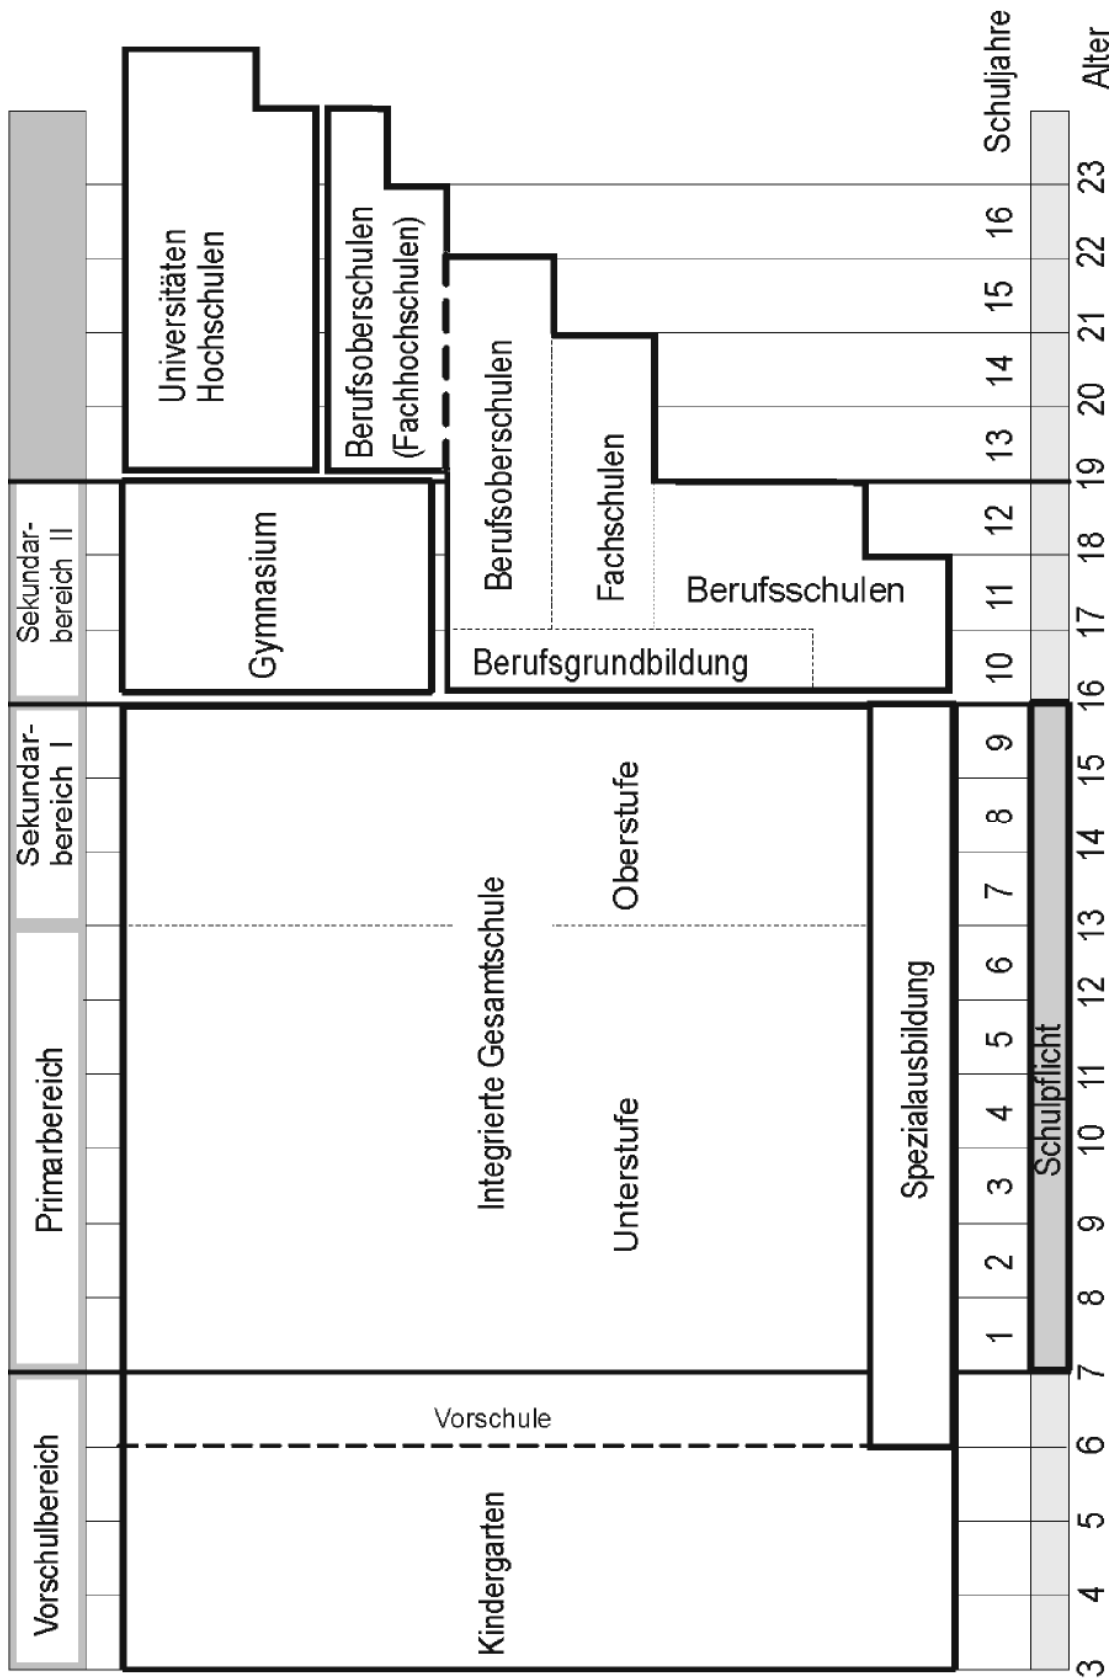 Schuljahre
Alter
Universitäten
Hochschulen
Berufsoberschulen
(Fachhochschulen)
Berufsoberschulen
Fachschulen
Berufsschulen
Berufsgrundbildung
Gymnasium
Sekundar-
bereich II
Sekundar-
bereich I
Primarbereich
Vorschulbereich
Integrierte Gesamtschule
Oberstufe
Unterstufe
Spezialausbildung
Vorschule
Kindergarten
Schulpflicht
1 2 3 4 5 6 7 8 9 10 11 12 13 14 15 16
3 4 5 6 7 8 9 10 11 12 13 14 15 16 17 18 19 20 21 22 23